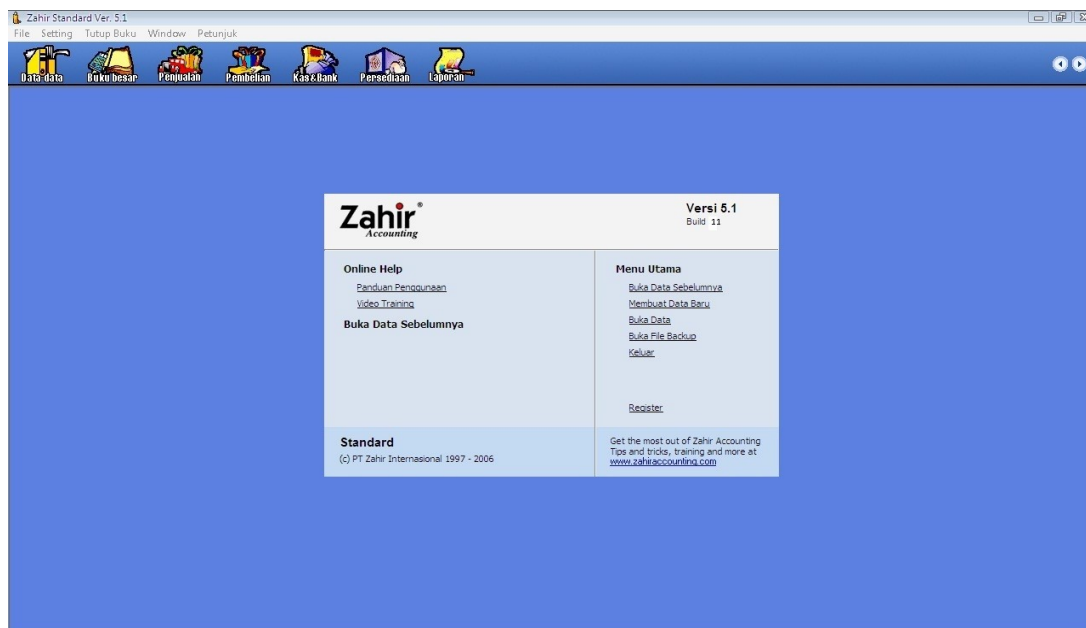 Zahir Standard Ver. 5.1
File Setting Tutup Buku Window Petunjuk
Data-data Buku besar Penjualan Pembelian Kas&Bank Persediaan Laporan
Zahir®
Accounting
Versi 5.1
Build 11
Online Help
Panduan Penggunaan
Video Training
Buka Data Sebelumnya
Menu Utama
Buka Data Sebelumnya
Membuat Data Baru
Buka Data
Buka File Backup
Keluar
Register
Standard
(c) PT Zahir Internasional 1997 - 2006
Get the most out of Zahir Accounting
Tips and tricks, training and more at
www.zahiraccounting.com